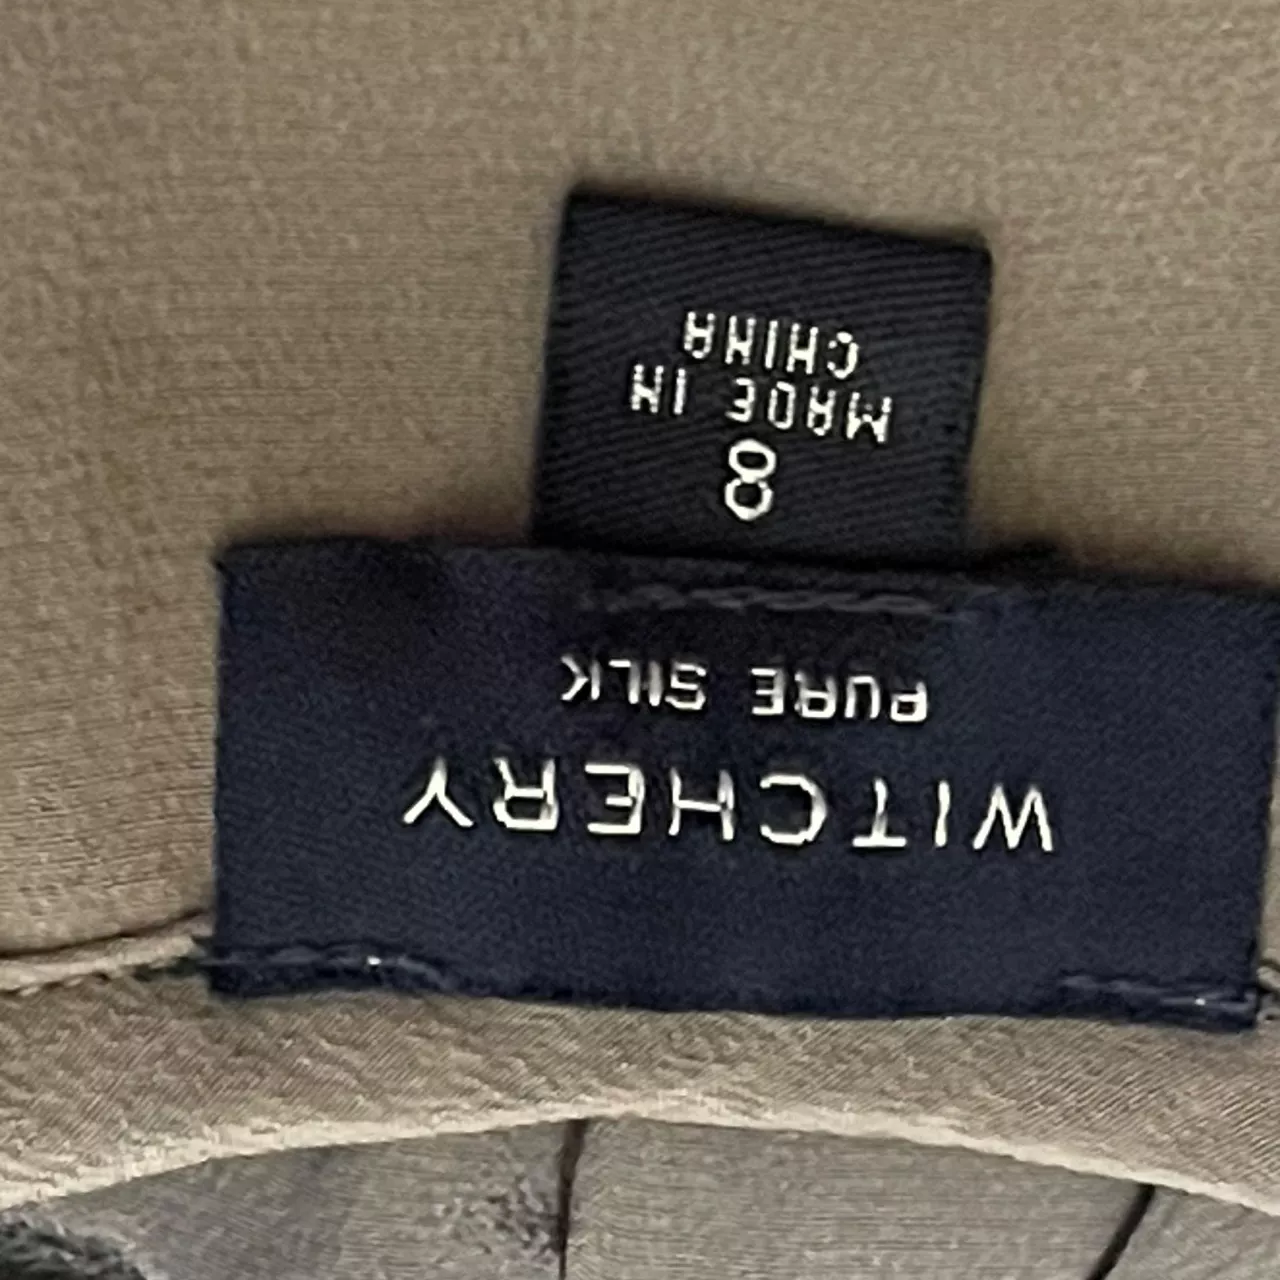 WITCHERY
PURE SILK
8
MADE IN
CHINA